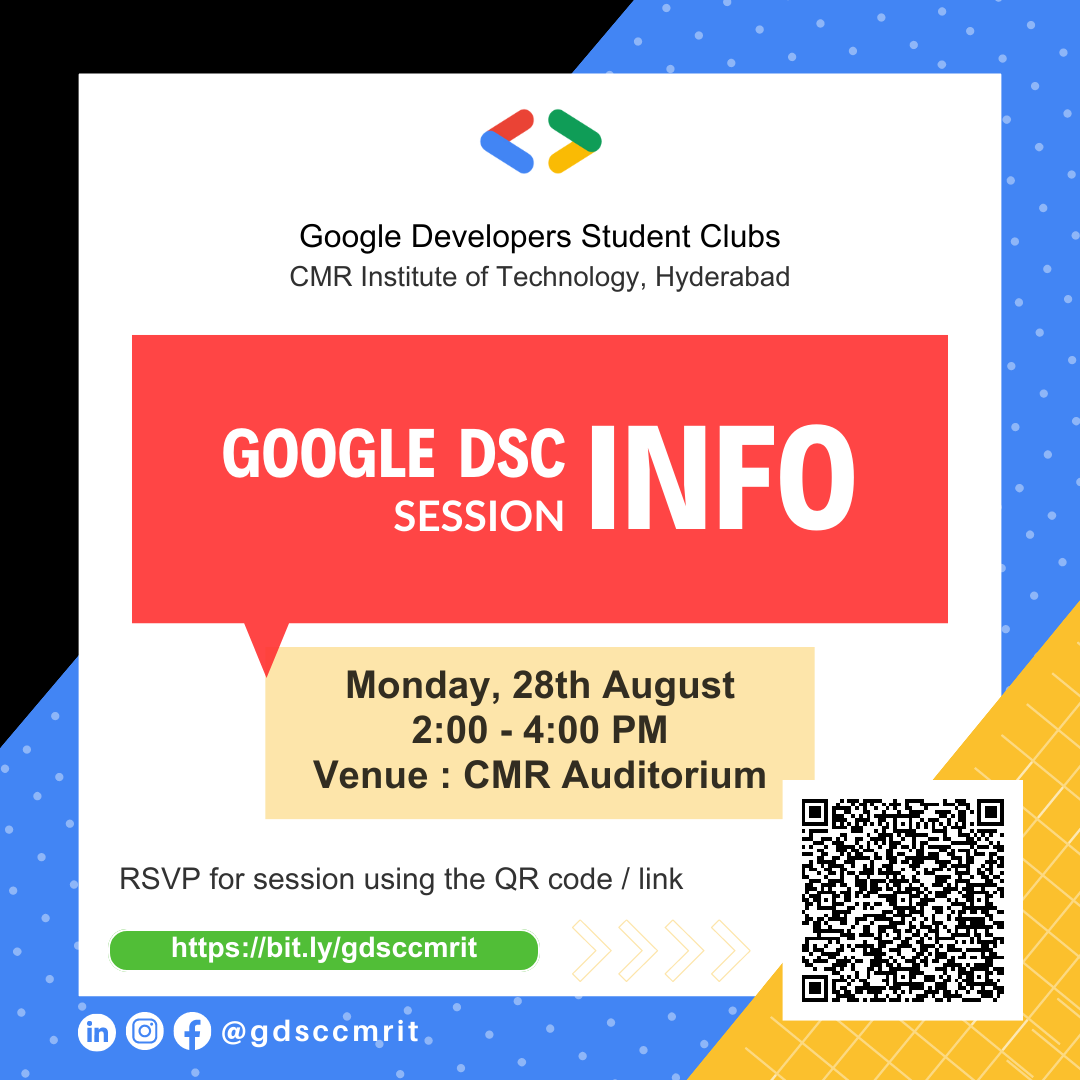 Google Developers Student Clubs
CMR Institute of Technology, Hyderabad
GOOGLE DSC
SESSION
INFO
Monday, 28th August
2:00 - 4:00 PM
Venue : CMR Auditorium
RSVP for session using the QR code / link
https://bit.ly/gdsccmrit
in
@gdsccmrit